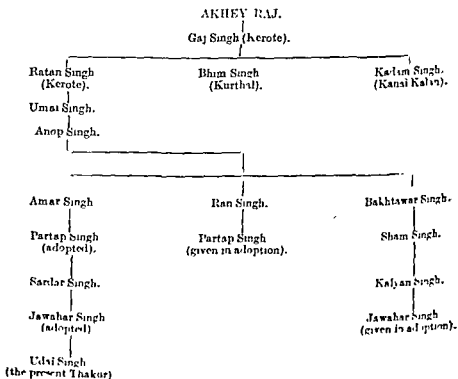 AKHEY RAJ.
Gaj Singh (Kerote).
Ratan Singh Bhim Singh Kadam Singh.
(Kerote). (Kurthal). (Kansi Kalan).
Umai Singh.
Anop Singh.
Amar Singh Ran Singh. Bakhtawar Singh.
Partap Singh Partap Singh Sham Singh.
(adopted). (given in adoption).
Sardar Singh. Kalyan Singh.
Jawahar Singh Jawahar Singh
(adopted) (given in adoption).
Udai Singh
(the present Thakur)